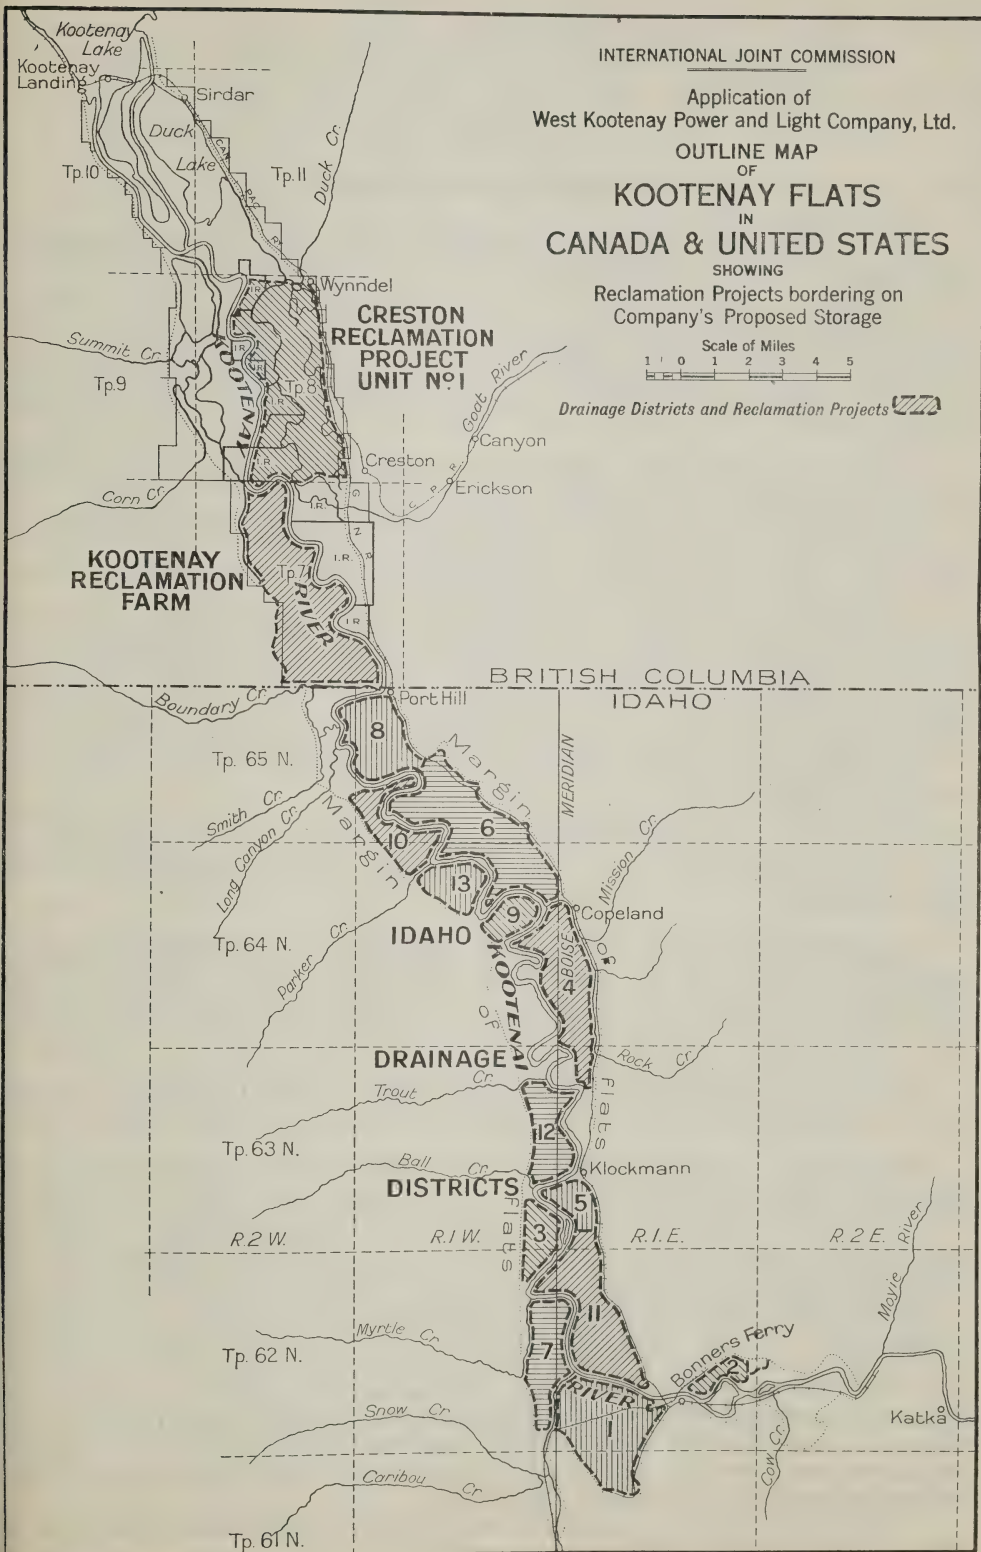 INTERNATIONAL JOINT COMMISSION
Application of
West Kootenay Power and Light Company, Ltd.
OUTLINE MAP
OF
KOOTENAY FLATS
IN
CANADA & UNITED STATES
SHOWING
Reclamation Projects bordering on
Company's Proposed Storage
Scale of Miles
1 0 1 2 3 4 5
Drainage Districts and Reclamation Projects
Kootenay
Lake
Kootenay
Landing
Sirdar
Duck
Lake
CAN. PAC. RY.
Tp.10
Tp.11
Duck Cr.
Wynndel
I.R.
CRESTON
RECLAMATION
PROJECT
UNIT Nº1
Summit Cr.
Tp.9
KOOTENAY
I.R.
I.R.
Tp 8
I.R.
I.R.
Goat River
Canyon
Creston
Erickson
C. P. R.
Corn Cr.
I.R.
G. N. R.
I.R.
KOOTENAY
RECLAMATION
FARM
Tp.7
RIVER
I.R.
BRITISH COLUMBIA
IDAHO
Boundary Cr.
Port Hill
8
Tp. 65 N.
Margin
MERIDIAN
Smith Cr.
Margin
6
10
Long Canyon Cr.
Mission Cr.
13
9
Copeland
Tp. 64 N.
IDAHO
Parker Cr.
KOOTENAI
BOISE
OF
4
OF
DRAINAGE
Rock Cr.
Trout Cr.
Flats
12
Tp. 63 N.
Ball Cr.
Klockmann
DISTRICTS
5
Flats
3
R.2 W.
R.1 W.
R.1.E.
R.2 E.
Moyie River
11
Myrtle Cr.
7
Tp. 62 N.
Bonners Ferry
2
RIVER
1
Katka
Snow Cr.
Cow Cr.
Caribou Cr.
Tp. 61 N.